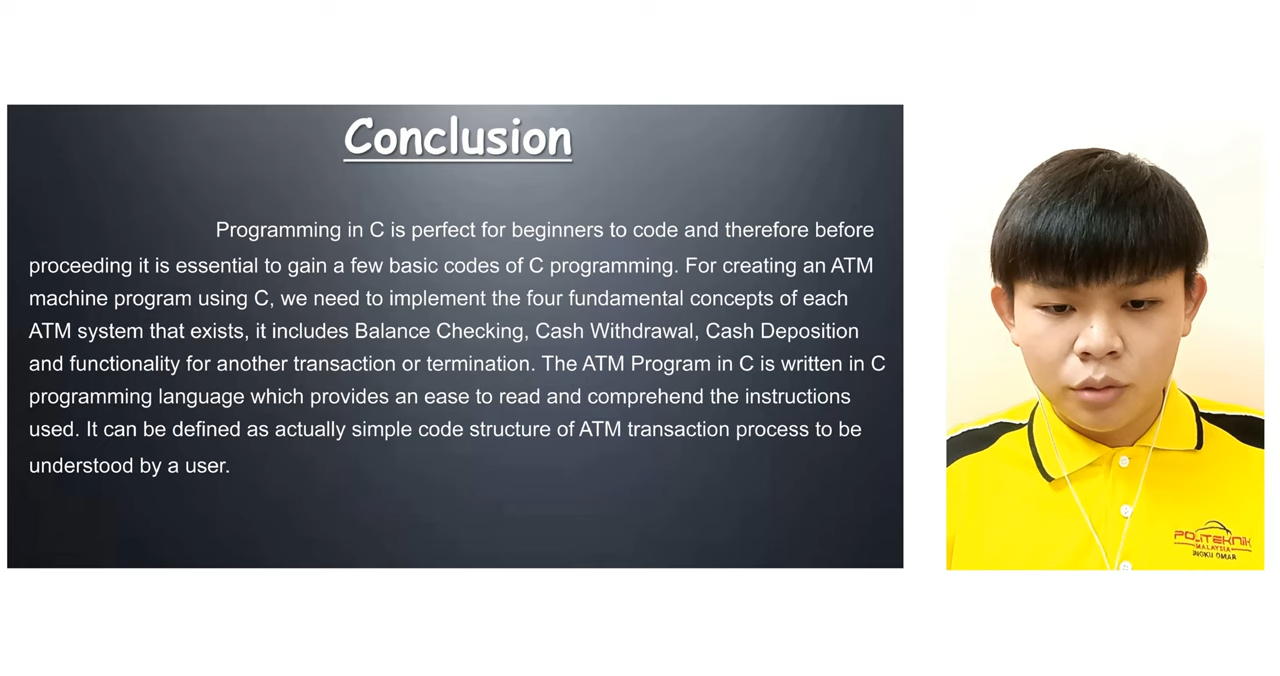 Conclusion
Programming in C is perfect for beginners to code and therefore before
proceeding it is essential to gain a few basic codes of C programming. For creating an ATM
machine program using C, we need to implement the four fundamental concepts of each
ATM system that exists, it includes Balance Checking, Cash Withdrawal, Cash Deposition
and functionality for another transaction or termination. The ATM Program in C is written in C
programming language which provides an ease to read and comprehend the instructions
used. It can be defined as actually simple code structure of ATM transaction process to be
understood by a user.
POLITEKNIK
MALAYSIA
UNGKU OMAR